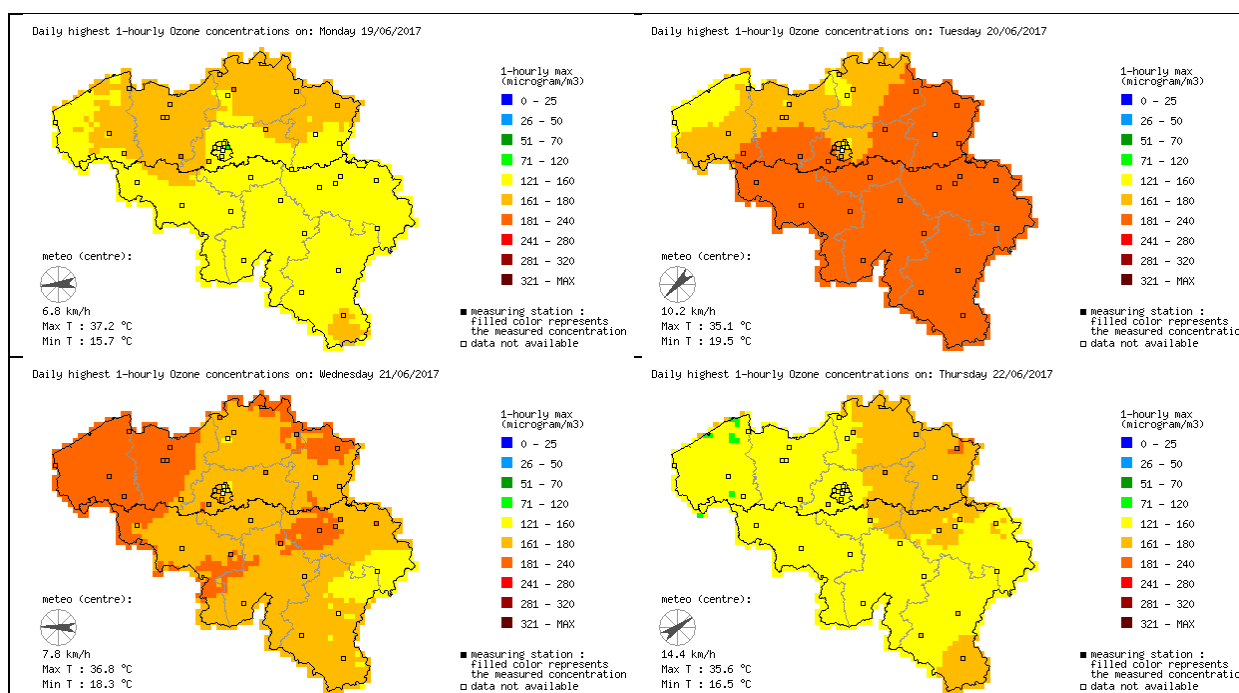 Daily highest 1-hourly Ozone concentrations on: Monday 19/06/2017
1-hourly max
(microgram/m3)
0 - 25
26 - 50
51 - 70
71 - 120
121 - 160
161 - 180
181 - 240
241 - 280
281 - 320
321 - MAX
meteo (centre):
6.8 km/h
Max T : 37.2 °C
Min T : 15.7 °C
measuring station :
filled color represents
the measured concentration
data not available
Daily highest 1-hourly Ozone concentrations on: Tuesday 20/06/2017
1-hourly max
(microgram/m3)
0 - 25
26 - 50
51 - 70
71 - 120
121 - 160
161 - 180
181 - 240
241 - 280
281 - 320
321 - MAX
meteo (centre):
10.2 km/h
Max T : 35.1 °C
Min T : 19.5 °C
measuring station :
filled color represents
the measured concentration
data not available
Daily highest 1-hourly Ozone concentrations on: Wednesday 21/06/2017
1-hourly max
(microgram/m3)
0 - 25
26 - 50
51 - 70
71 - 120
121 - 160
161 - 180
181 - 240
241 - 280
281 - 320
321 - MAX
meteo (centre):
7.8 km/h
Max T : 36.8 °C
Min T : 18.3 °C
measuring station :
filled color represents
the measured concentration
data not available
Daily highest 1-hourly Ozone concentrations on: Thursday 22/06/2017
1-hourly max
(microgram/m3)
0 - 25
26 - 50
51 - 70
71 - 120
121 - 160
161 - 180
181 - 240
241 - 280
281 - 320
321 - MAX
meteo (centre):
14.4 km/h
Max T : 35.6 °C
Min T : 16.5 °C
measuring station :
filled color represents
the measured concentration
data not available